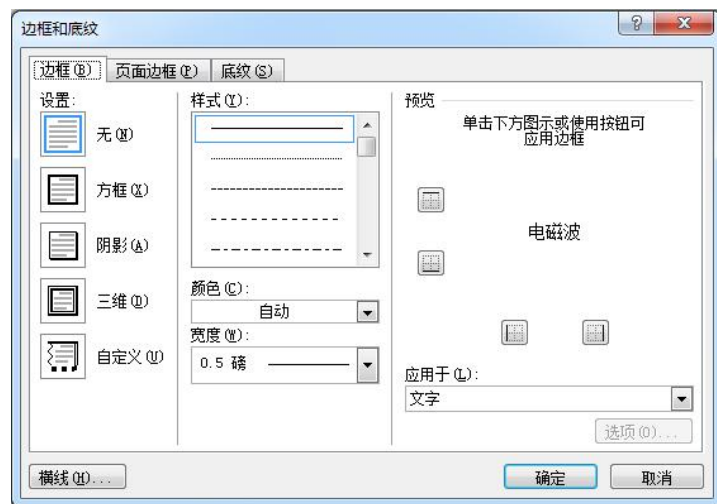 边框和底纹
边框(B)
页面边框(P)
底纹(S)
设置:
无(N)
方框(X)
阴影(A)
三维(D)
自定义(U)
样式(Y):
颜色(C):
自动
宽度(W):
0.5 磅
预览
单击下方图示或使用按钮可
应用边框
电磁波
应用于(L):
文字
选项(O)...
横线(H)...
确定
取消